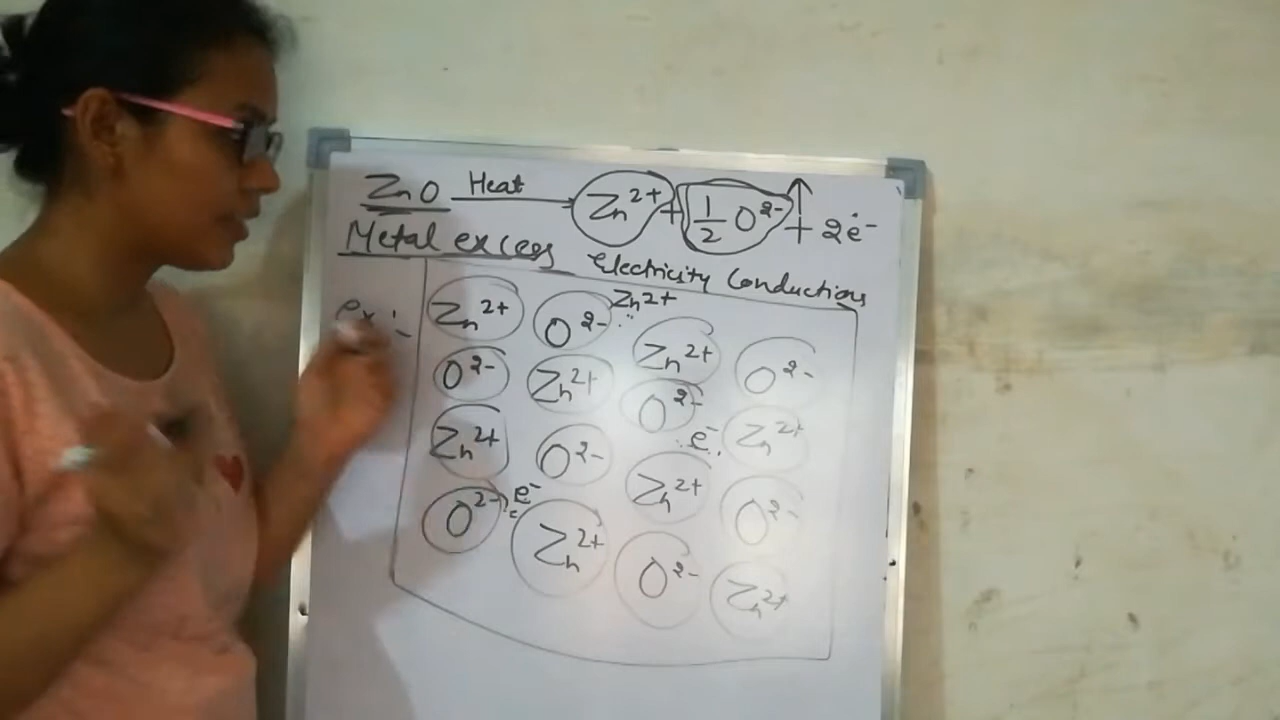 ZnO Heat → Zn²⁺ + ½ O²⁻ ↑ + 2e⁻
Metal excess Electricity Conductions
ex:-
Zn²⁺
Zn²⁺ O²⁻ Zn²⁺ O²⁻
O²⁻ Zn²⁺ O²⁻ Zn²⁺
e⁻
Zn²⁺ O²⁻ Zn²⁺ O²⁻
e⁻
O²⁻ Zn²⁺ O²⁻ Zn²⁺